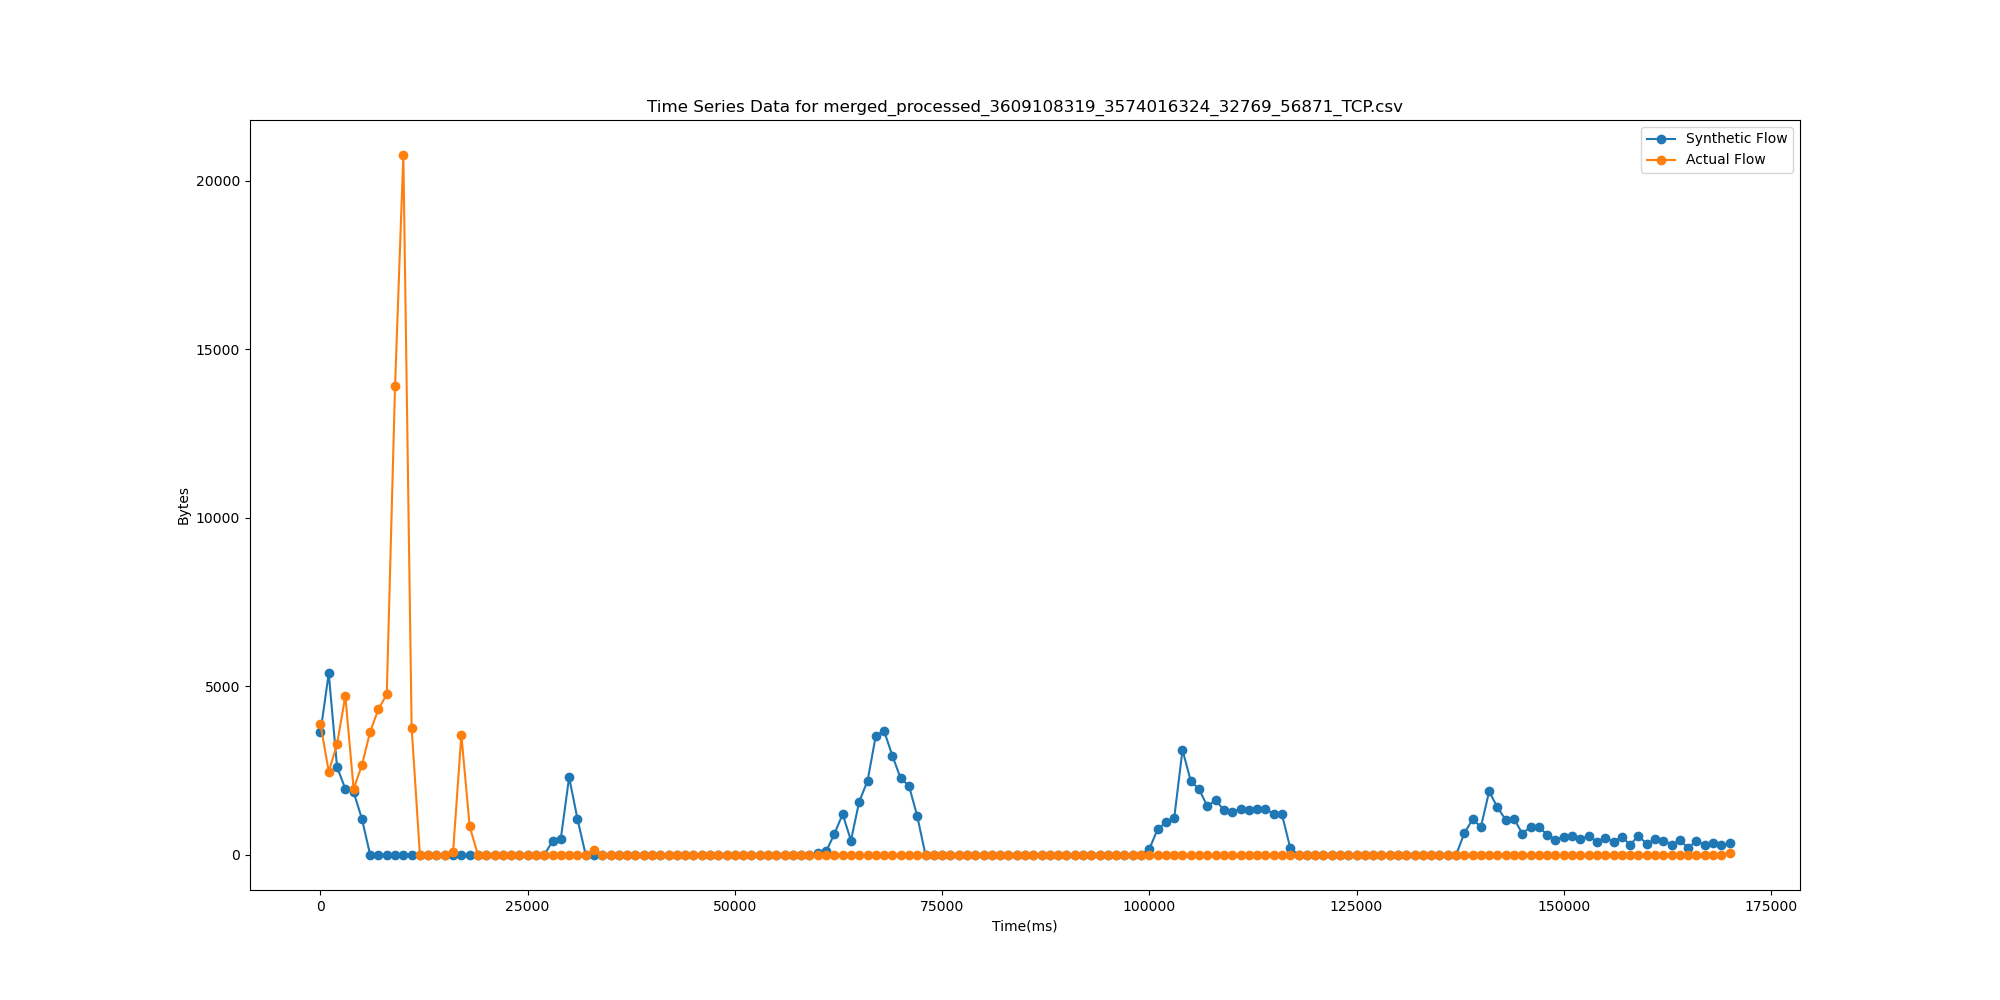 Time Series Data for merged_processed_3609108319_3574016324_32769_56871_TCP.csv
Synthetic Flow
Actual Flow
20000
15000
10000
5000
0
Bytes
0 25000 50000 75000 100000 125000 150000 175000
Time(ms)